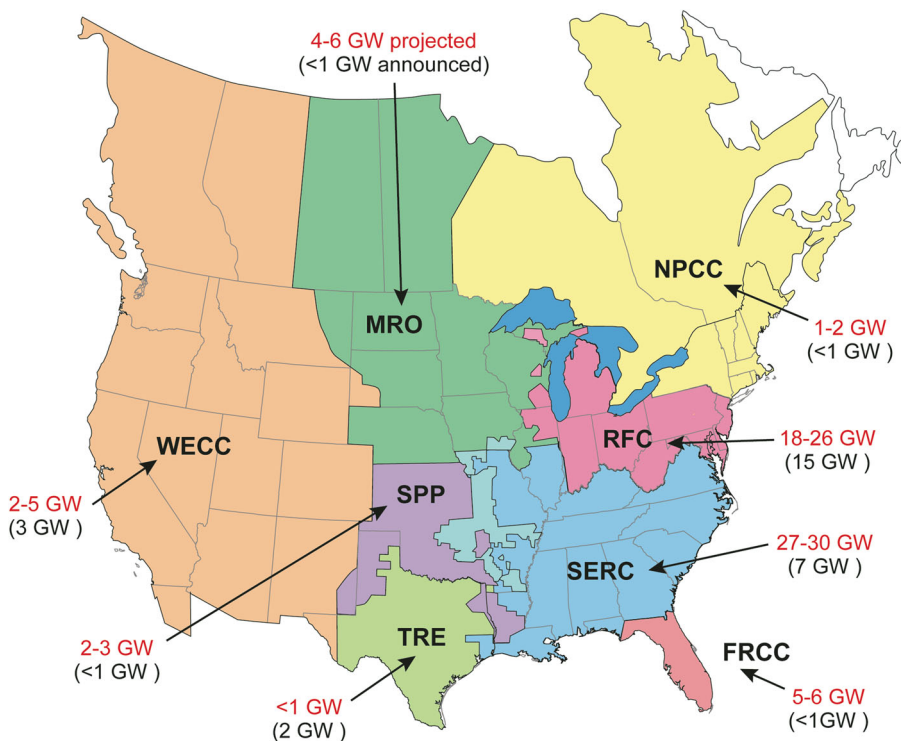 4-6 GW projected
(<1 GW announced)
NPCC
MRO
1-2 GW
(<1 GW )
WECC
RFC
18-26 GW
(15 GW )
SPP
2-5 GW
(3 GW )
SERC
27-30 GW
(7 GW )
TRE
2-3 GW
(<1 GW )
FRCC
<1 GW
(2 GW )
5-6 GW
(<1GW )